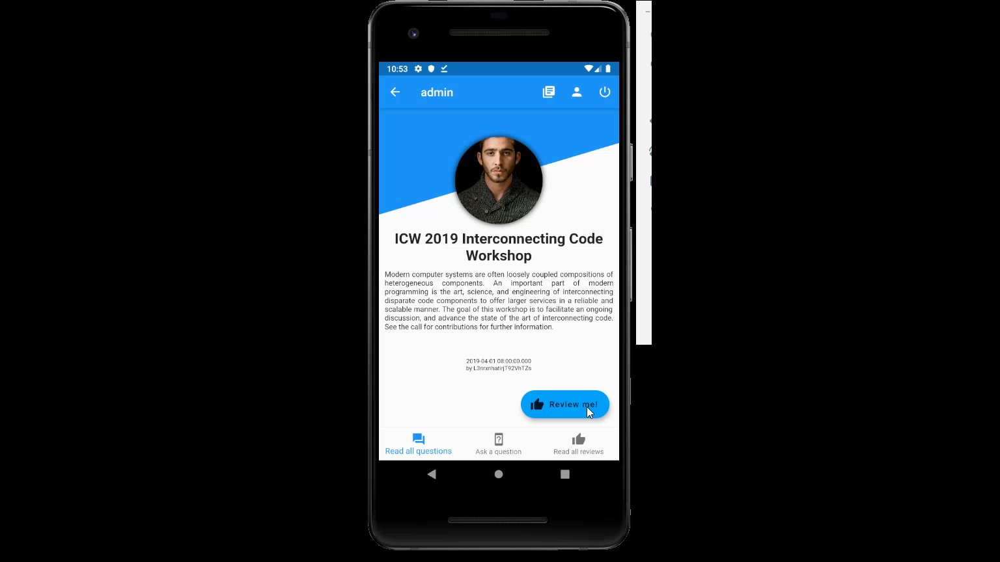 10:53
admin
ICW 2019 Interconnecting Code
Workshop
Modern computer systems are often loosely coupled compositions of
heterogeneous components. An important part of modern
programming is the art, science, and engineering of interconnecting
disparate code components to offer larger services in a reliable and
scalable manner. The goal of this workshop is to facilitate an ongoing
discussion, and advance the state of the art of interconnecting code.
See the call for contributions for further information.
2019-04-01 08:00:00.000
by L3nrxnhatirjT92VhTZs
Review me!
Read all questions
Ask a question
Read all reviews